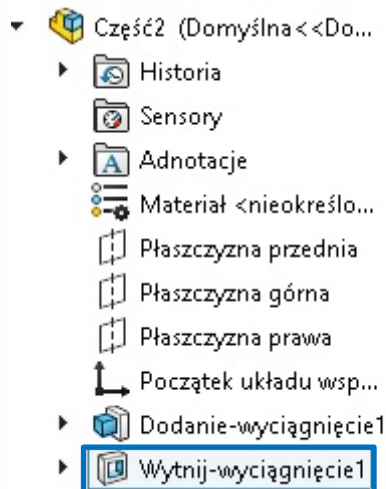 Część2 (Domyślna<<Do...
Historia
Sensory
A Adnotacje
Materiał <nieokreślo...
Płaszczyzna przednia
Płaszczyzna górna
Płaszczyzna prawa
Początek układu wsp...
Dodanie-wyciągnięcie1
Wytnij-wyciągnięcie1